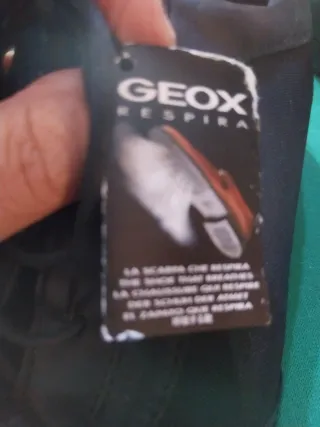 GEOX
RESPIRA
LA SCARPA CHE RESPIRA
THE SHOE THAT BREATHES
LA CHAUSSURE QUI RESPIRE
DER SCHUH DER ATMET
EL ZAPATO QUE RESPIRA